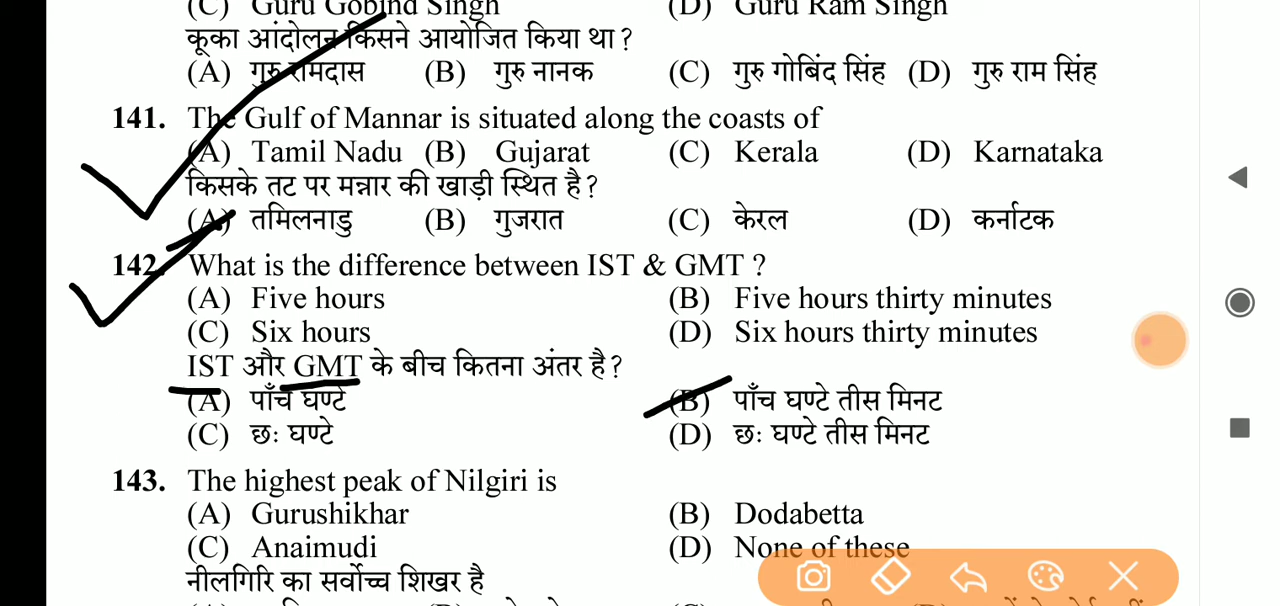 (C) Guru Gobind Singh (D) Guru Ram Singh
कूका आंदोलन किसने आयोजित किया था ?
(A) गुरु रामदास (B) गुरु नानक (C) गुरु गोबिंद सिंह (D) गुरु राम सिंह
141. The Gulf of Mannar is situated along the coasts of
(A) Tamil Nadu (B) Gujarat (C) Kerala (D) Karnataka
किसके तट पर मन्नार की खाड़ी स्थित है ?
(A) तमिलनाडु (B) गुजरात (C) केरल (D) कर्नाटक
142. What is the difference between IST & GMT ?
(A) Five hours (B) Five hours thirty minutes
(C) Six hours (D) Six hours thirty minutes
IST और GMT के बीच कितना अंतर है ?
(A) पाँच घण्टे (B) पाँच घण्टे तीस मिनट
(C) छः घण्टे (D) छः घण्टे तीस मिनट
143. The highest peak of Nilgiri is
(A) Gurushikhar (B) Dodabetta
(C) Anaimudi (D) None of these
नीलगिरि का सर्वोच्च शिखर है